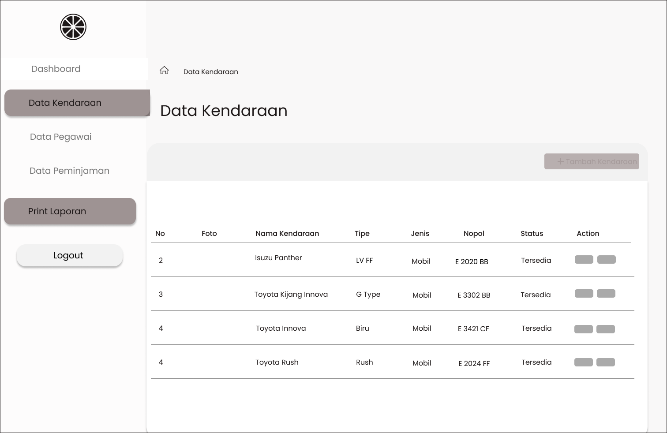 Dashboard
Data Kendaraan
Data Pegawai
Data Peminjaman
Print Laporan
Logout
Data Kendaraan
Data Kendaraan
+ Tambah Kendaraan
No Foto Nama Kendaraan Tipe Jenis Nopol Status Action
2 Isuzu Panther LV FF Mobil E 2020 BB Tersedia
3 Toyota Kijang Innova G Type Mobil E 3302 BB Tersedia
4 Toyota Innova Biru Mobil E 3421 CF Tersedia
4 Toyota Rush Rush Mobil E 2024 FF Tersedia